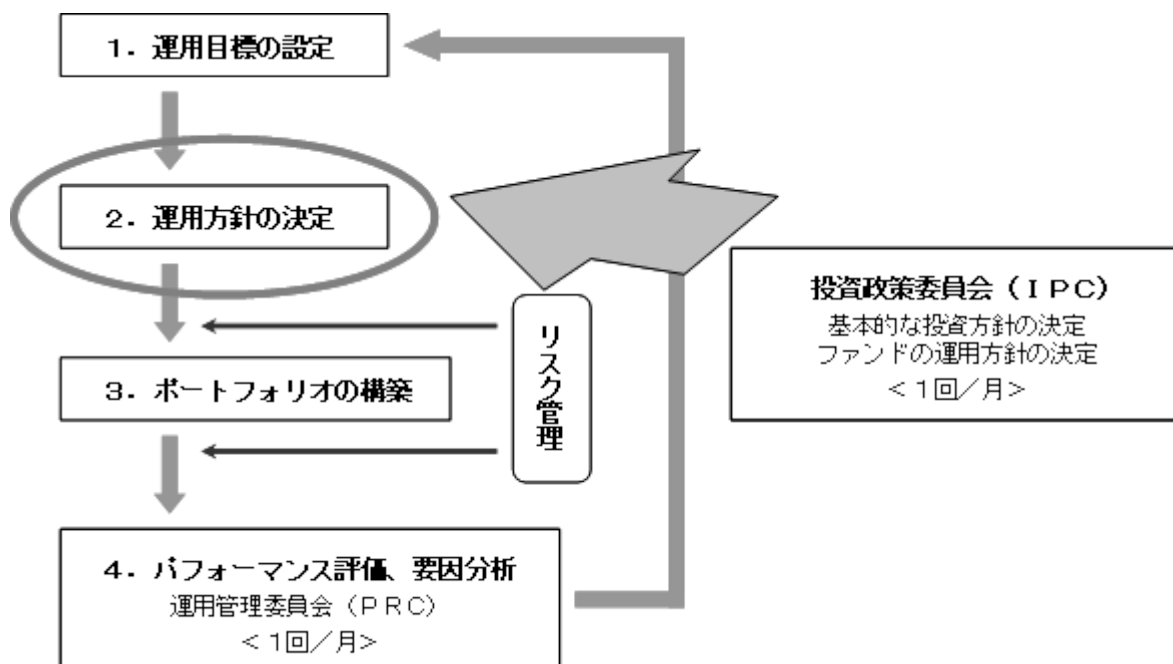 １．運用目標の設定
２．運用方針の決定
３．ポートフォリオの構築
４．パフォーマンス評価、要因分析
運用管理委員会（ＰＲＣ）
＜１回／月＞
リスク管理
投資政策委員会（ＩＰＣ）
基本的な投資方針の決定
ファンドの運用方針の決定
＜１回／月＞